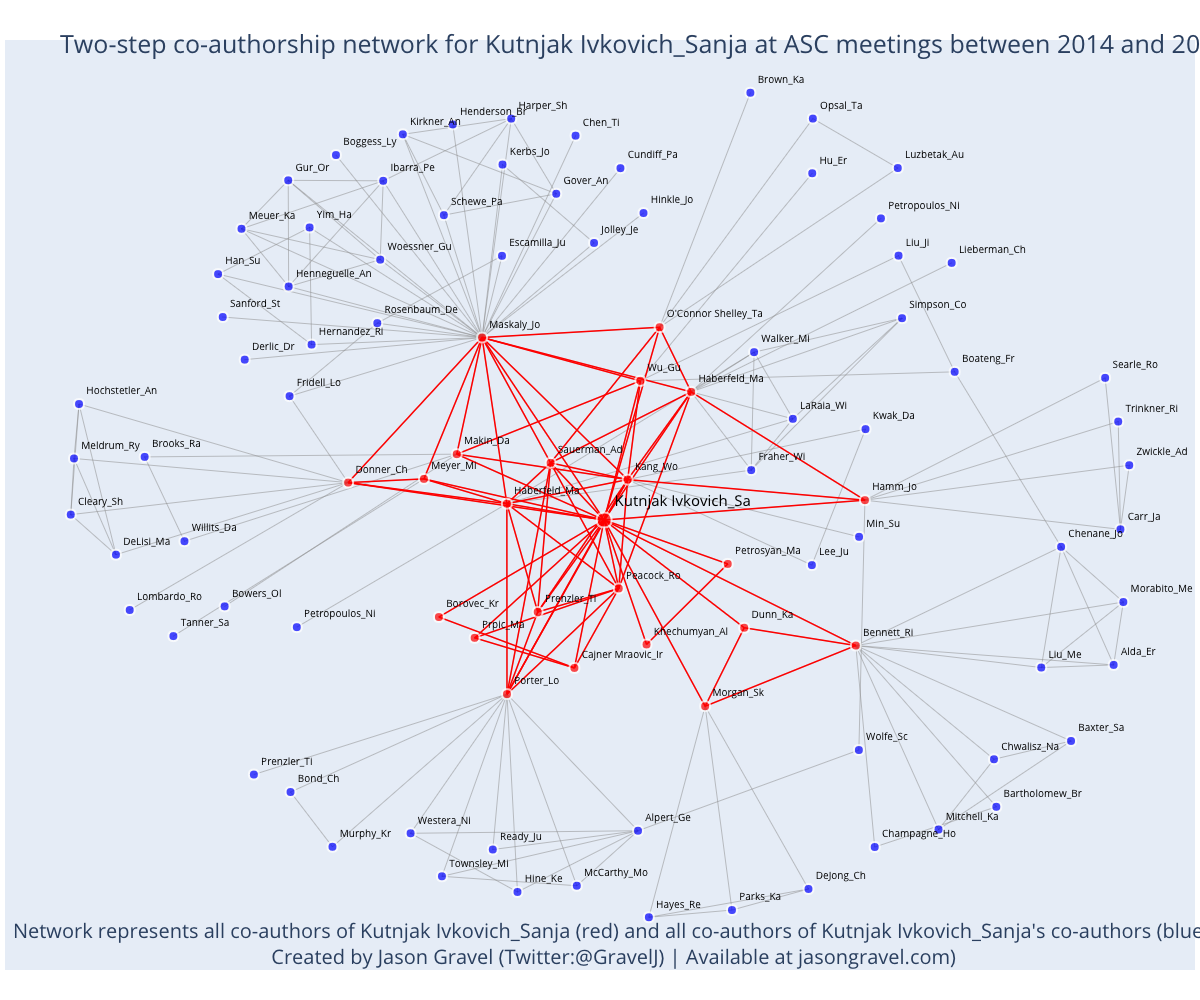 Two-step co-authorship network for Kutnjak Ivkovich_Sanja at ASC meetings between 2014 and 20
Brown_Ka
Harper_Sh
Henderson_Br
Opsal_Ta
Kirkner_An
Chen_Ti
Boggess_Ly
Kerbs_Jo
Cundiff_Pa
Luzbetak_Au
Gur_Or
Ibarra_Pe
Hu_Er
Gover_An
Schewe_Pa
Hinkle_Jo
Petropoulos_Ni
Meuer_Ka
Yim_Ha
Jolley_Je
Escamilla_Ju
Woessner_Gu
Liu_Ji
Lieberman_Ch
Han_Su
Henneguelle_An
Sanford_St
Rosenbaum_De
Simpson_Co
O'Connor Shelley_Ta
Maskaly_Jo
Hernandez_Ri
Walker_Mi
Derlic_Dr
Boateng_Fr
Searle_Ro
Wu_Gu
Haberfeld_Ma
Fridell_Lo
Hochstetler_An
LaRaia_Wi
Trinkner_Ri
Kwak_Da
Meldrum_Ry
Brooks_Ra
Makin_Da
Sauerman_Ad
Fraher_Wi
Zwickle_Ad
Donner_Ch
Meyer_Mi
Kang_Wo
Haberfeld_Ma
Hamm_Jo
Cleary_Sh
Kutnjak Ivkovich_Sa
Carr_Ja
Willits_Da
Min_Su
Chenane_Jo
DeLisi_Ma
Petrosyan_Ma
Lee_Ju
Peacock_Ro
Morabito_Me
Lombardo_Ro
Bowers_Ol
Borovec_Kr
Prenzler_Ti
Tanner_Sa
Petropoulos_Ni
Prpic_Ma
Khechumyan_Al
Dunn_Ka
Bennett_Ri
Cajner Mraovic_Ir
Liu_Me
Alda_Er
Porter_Lo
Morgan_Sk
Baxter_Sa
Wolfe_Sc
Chwalisz_Na
Prenzler_Ti
Bond_Ch
Bartholomew_Br
Westera_Ni
Alpert_Ge
Mitchell_Ka
Murphy_Kr
Ready_Ju
Champagne_Ho
Townsley_Mi
McCarthy_Mo
Hine_Ke
DeJong_Ch
Parks_Ka
Hayes_Re
Network represents all co-authors of Kutnjak Ivkovich_Sanja (red) and all co-authors of Kutnjak Ivkovich_Sanja's co-authors (blue
Created by Jason Gravel (Twitter:@GravelJ) | Available at jasongravel.com)